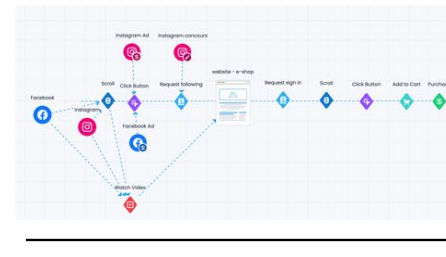 Instagram Ad
Instagram concours
website - e-shop
Scroll
Click Button
Request following
Request sign in
Scroll
Click Button
Add to Cart
Purchas
Facebook
Instagram
Facebook Ad
Watch Video